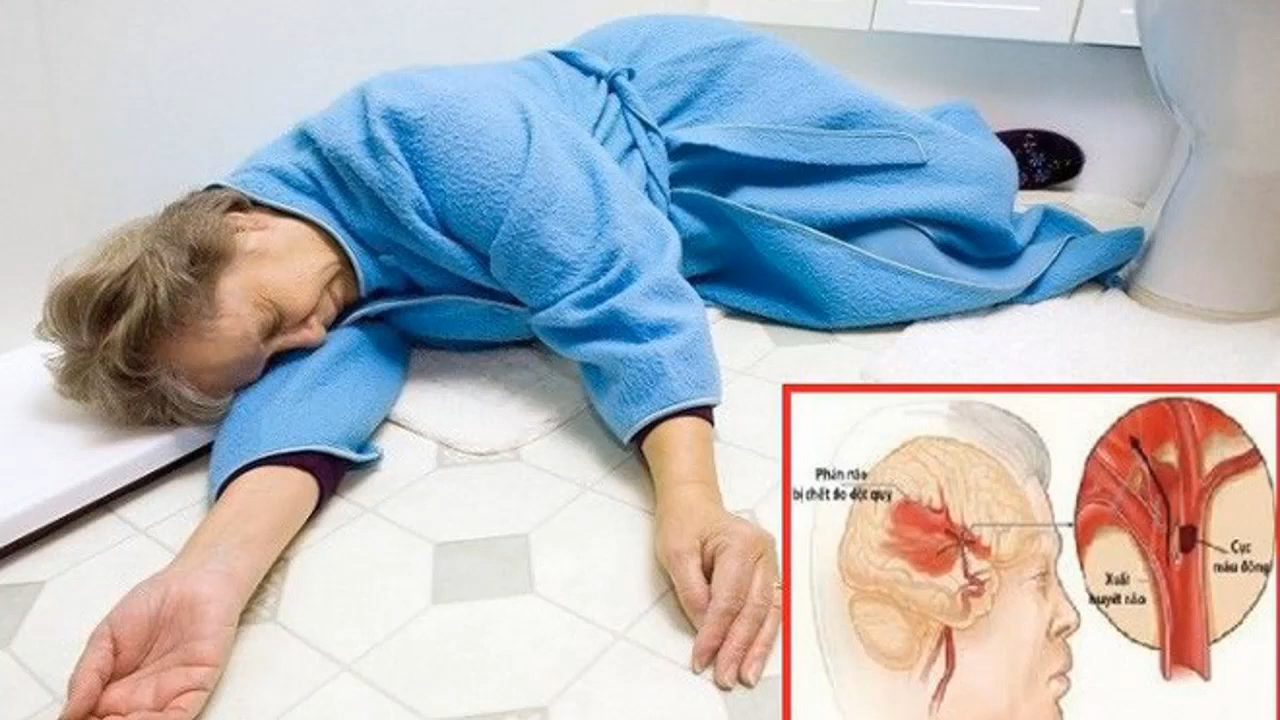 Phần não
bị chết do đột quỵ
Cục
máu đông
Xuất
huyết não